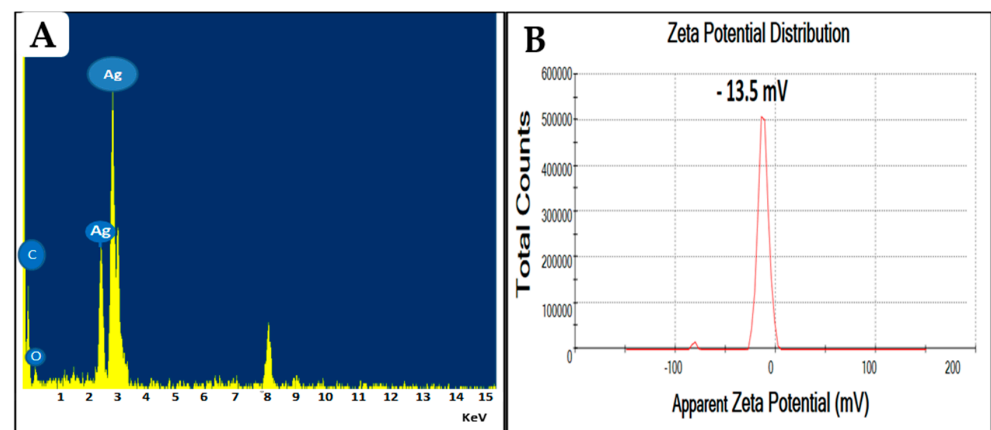 A
Ag
Ag
C
O
1 2 3 4 5 6 7 8 9 10 11 12 13 14 15
KeV
B
Zeta Potential Distribution
- 13.5 mV
Total Counts
600000
500000
400000
300000
200000
100000
0
-100 0 100 200
Apparent Zeta Potential (mV)